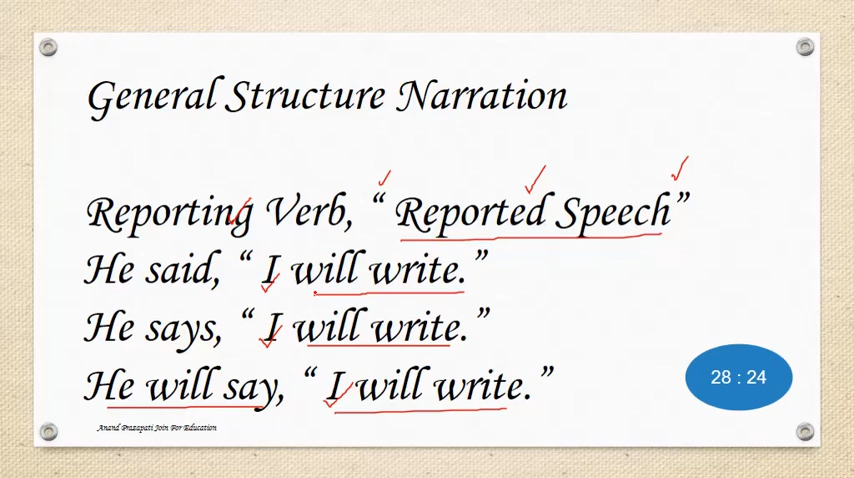 General Structure Narration
Reporting Verb, “ Reported Speech”
He said, “ I will write. ”
He says, “ I will write. ”
He will say, “ I will write. ”
28 : 24
Anand Prazapati Join For Education